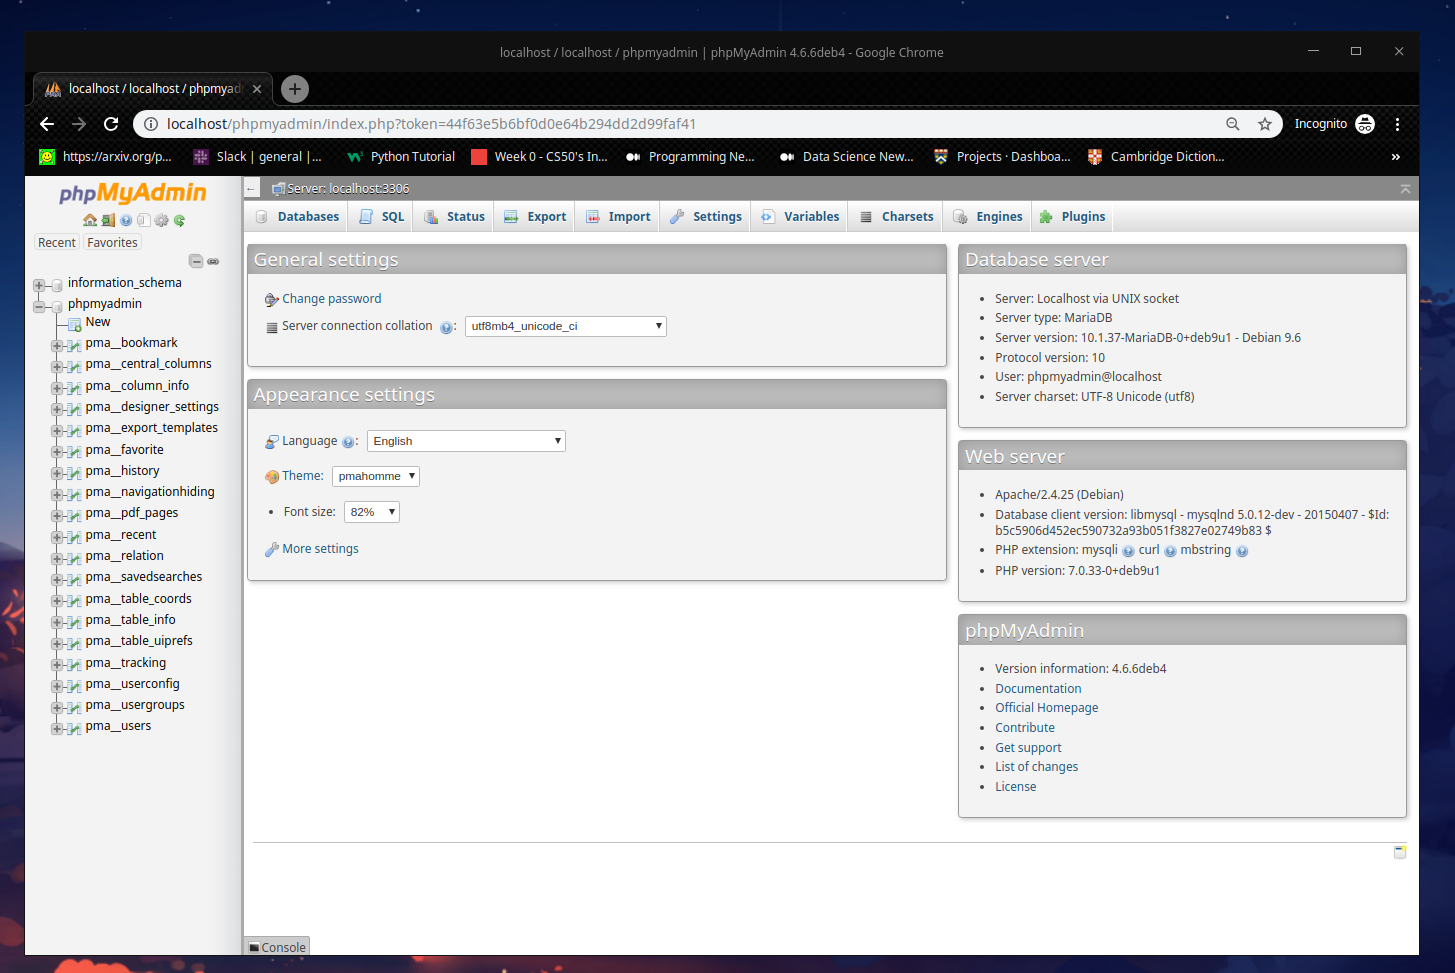 localhost / localhost / phpmyadmin | phpMyAdmin 4.6.6deb4 - Google Chrome
localhost / localhost / phpmyad
localhost/phpmyadmin/index.php?token=44f63e5b6bf0d0e64b294dd2d99faf41
Incognito
https://arxiv.org/p...
Slack | general |...
Python Tutorial
Week 0 - CS50's In...
Programming Ne...
Data Science New...
Projects · Dashboa...
Cambridge Diction...
»
phpMyAdmin
Recent
Favorites
information_schema
phpmyadmin
New
pma__bookmark
pma__central_columns
pma__column_info
pma__designer_settings
pma__export_templates
pma__favorite
pma__history
pma__navigationhiding
pma__pdf_pages
pma__recent
pma__relation
pma__savedsearches
pma__table_coords
pma__table_info
pma__table_uiprefs
pma__tracking
pma__userconfig
pma__usergroups
pma__users
Server: localhost:3306
Databases
SQL
Status
Export
Import
Settings
Variables
Charsets
Engines
Plugins
General settings
Change password
Server connection collation :
utf8mb4_unicode_ci
Appearance settings
Language :
English
Theme:
pmahomme
Font size:
82%
More settings
Database server
Server: Localhost via UNIX socket
Server type: MariaDB
Server version: 10.1.37-MariaDB-0+deb9u1 - Debian 9.6
Protocol version: 10
User: phpmyadmin@localhost
Server charset: UTF-8 Unicode (utf8)
Web server
Apache/2.4.25 (Debian)
Database client version: libmysql - mysqlnd 5.0.12-dev - 20150407 - $Id:
b5c5906d452ec590732a93b051f3827e02749b83 $
PHP extension: mysqli curl mbstring
PHP version: 7.0.33-0+deb9u1
phpMyAdmin
Version information: 4.6.6deb4
Documentation
Official Homepage
Contribute
Get support
List of changes
License
Console